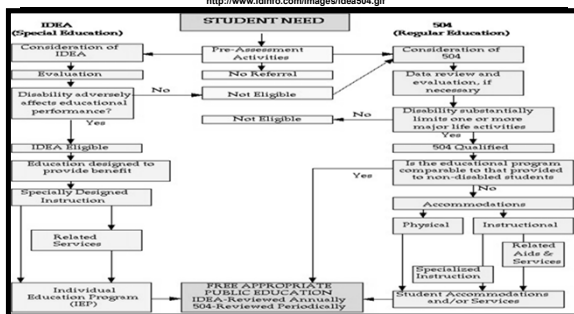 http://www.ldinfo.com/images/idea504.gif
IDEA
(Special Education)
STUDENT NEED
504
(Regular Education)
Consideration of
IDEA
Pre-Assessment
Activities
Consideration of
504
Evaluation
No Referral
Data review and
evaluation, if
necessary
Disability adversely
affects educational
performance?
No
Not Eligible
Yes
Not Eligible
No
Disability substantially
limits one or more
major life activities
Yes
IDEA Eligible
504 Qualified
Education designed to
provide benefit
Is the educational program
comparable to that provided
to non-disabled students
Yes
No
Specially Designed
Instruction
Accommodations
Physical
Instructional
Related
Services
Related
Aids &
Services
Specialized
Instruction
Individual
Education Program
(IEP)
FREE APPROPRIATE
PUBLIC EDUCATION
IDEA-Reviewed Annually
504-Reviewed Periodically
Student Accommodations
and/or Services